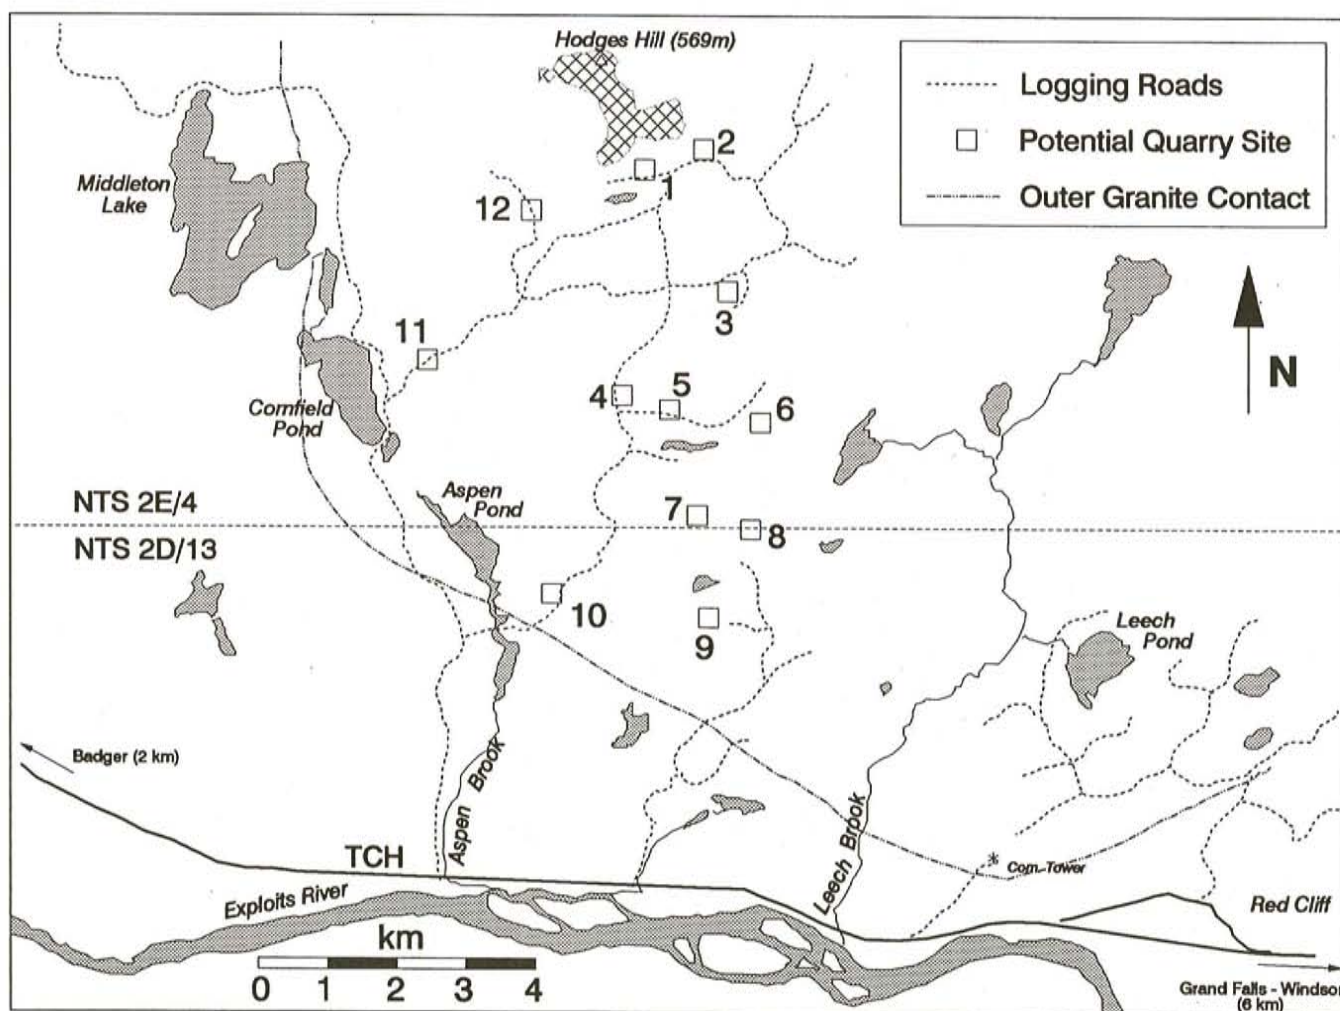 Hodges Hill (569m)
Logging Roads
Potential Quarry Site
Outer Granite Contact
Middleton
Lake
2
1
12
3
N
11
4
5
6
Cornfield
Pond
NTS 2E/4
Aspen
Pond
7
8
NTS 2D/13
10
9
Leech
Pond
Badger (2 km)
Aspen Brook
Leech Brook
TCH
Com. Tower
Exploits River
Red Cliff
km
0 1 2 3 4
Grand Falls - Windsor
(6 km)